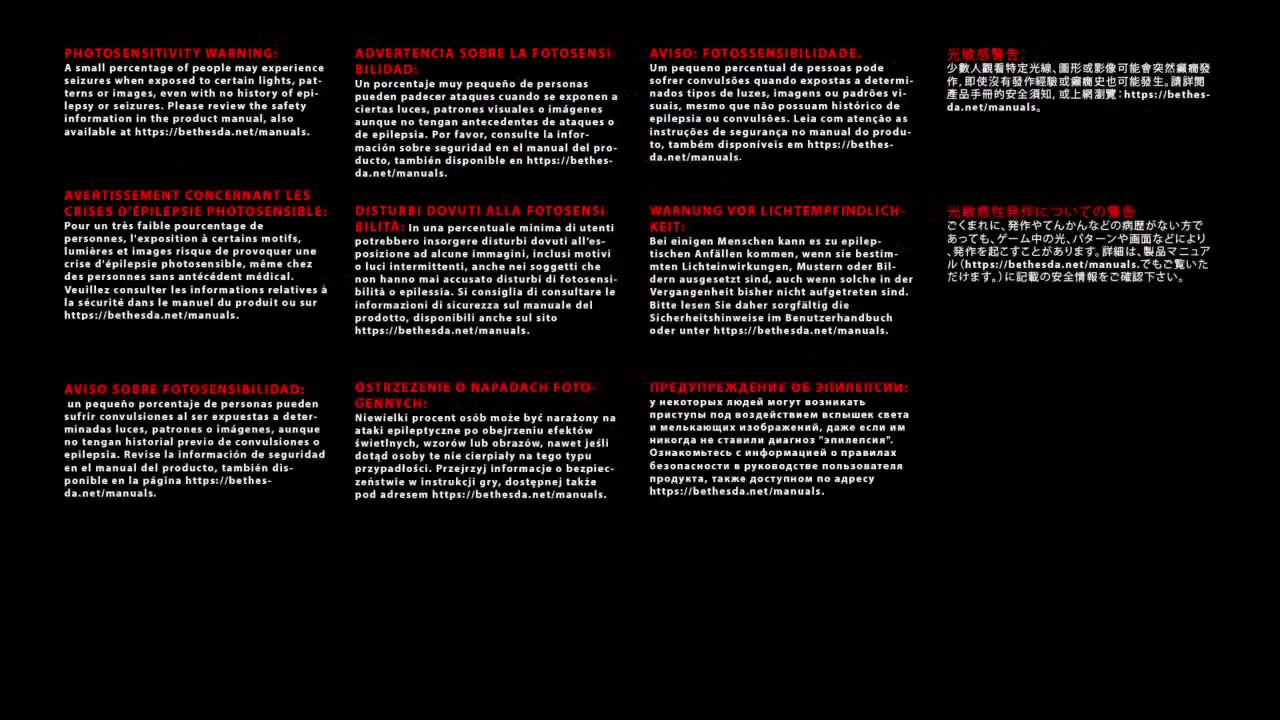 PHOTOSENSITIVITY WARNING:
A small percentage of people may experience
seizures when exposed to certain lights, pat-
terns or images, even with no history of epi-
lepsy or seizures. Please review the safety
information in the product manual, also
available at https://bethesda.net/manuals.
ADVERTENCIA SOBRE LA FOTOSENSI-
BILIDAD:
Un porcentaje muy pequeño de personas
pueden padecer ataques cuando se exponen a
ciertas luces, patrones visuales o imágenes
aunque no tengan antecedentes de ataques o
de epilepsia. Por favor, consulte la infor-
mación sobre seguridad en el manual del pro-
ducto, también disponible en https://bethes-
da.net/manuals.
AVISO: FOTOSSENSIBILIDADE.
Um pequeno percentual de pessoas pode
sofrer convulsões quando expostas a determi-
nados tipos de luzes, imagens ou padrões vi-
suais, mesmo que não possuam histórico de
epilepsia ou convulsões. Leia com atenção as
instruções de segurança no manual do produ-
to, também disponíveis em https://bethes-
da.net/manuals.
光敏感警告:
少數人觀看特定光線、圖形或影像可能會突然癲癇發
作, 即使沒有發作經驗或癲癇史也可能發生。請詳閱
產品手冊的安全須知, 或上網瀏覽：https://bethes-
da.net/manuals。
AVERTISSEMENT CONCERNANT LES
CRISES D'ÉPILEPSIE PHOTOSENSIBLE:
Pour un très faible pourcentage de
personnes, l'exposition à certains motifs,
lumières et images risque de provoquer une
crise d'épilepsie photosensible, même chez
des personnes sans antécédent médical.
Veuillez consulter les informations relatives à
la sécurité dans le manuel du produit ou sur
https://bethesda.net/manuals.
DISTURBI DOVUTI ALLA FOTOSENSI-
BILITÀ: In una percentuale minima di utenti
potrebbero insorgere disturbi dovuti all'es-
posizione ad alcune immagini, inclusi motivi
o luci intermittenti, anche nei soggetti che
non hanno mai accusato disturbi di fotosensi-
bilità o epilessia. Si consiglia di consultare le
informazioni di sicurezza sul manuale del
prodotto, disponibili anche sul sito
https://bethesda.net/manuals.
WARNUNG VOR LICHTEMPFINDLICH-
KEIT:
Bei einigen Menschen kann es zu epilep-
tischen Anfällen kommen, wenn sie bestim-
mten Lichteinwirkungen, Mustern oder Bil-
dern ausgesetzt sind, auch wenn solche in der
Vergangenheit bisher nicht aufgetreten sind.
Bitte lesen Sie daher sorgfältig die
Sicherheitshinweise im Benutzerhandbuch
oder unter https://bethesda.net/manuals.
光敏感性発作についての警告
ごくまれに、発作やてんかんなどの病歴がない方で
あっても、ゲーム中の光、パターンや画面などにより
、発作を起こすことがあります。詳細は、製品マニュア
ル（https://bethesda.net/manuals.でもご覧いた
だけます。）に記載の安全情報をご確認下さい。
AVISO SOBRE FOTOSENSIBILIDAD:
un pequeño porcentaje de personas pueden
sufrir convulsiones al ser expuestas a deter-
minadas luces, patrones o imágenes, aunque
no tengan historial previo de convulsiones o
epilepsia. Revise la información de seguridad
en el manual del producto, también dis-
ponible en la página https://bethes-
da.net/manuals.
OSTRZEŻENIE O NAPADACH FOTO-
GENNYCH:
Niewielki procent osób może być narażony na
ataki epileptyczne po obejrzeniu efektów
świetlnych, wzorów lub obrazów, nawet jeśli
dotąd osoby te nie cierpiały na tego typu
przypadłości. Przejrzyj informacje o bezpiec-
zeństwie w instrukcji gry, dostępnej także
pod adresem https://bethesda.net/manuals.
ПРЕДУПРЕЖДЕНИЕ ОБ ЭПИЛЕПСИИ:
у некоторых людей могут возникать
приступы под воздействием вспышек света
и мелькающих изображений, даже если им
никогда не ставили диагноз "эпилепсия".
Ознакомьтесь с информацией о правилах
безопасности в руководстве пользователя
продукта, также доступном по адресу
https://bethesda.net/manuals.